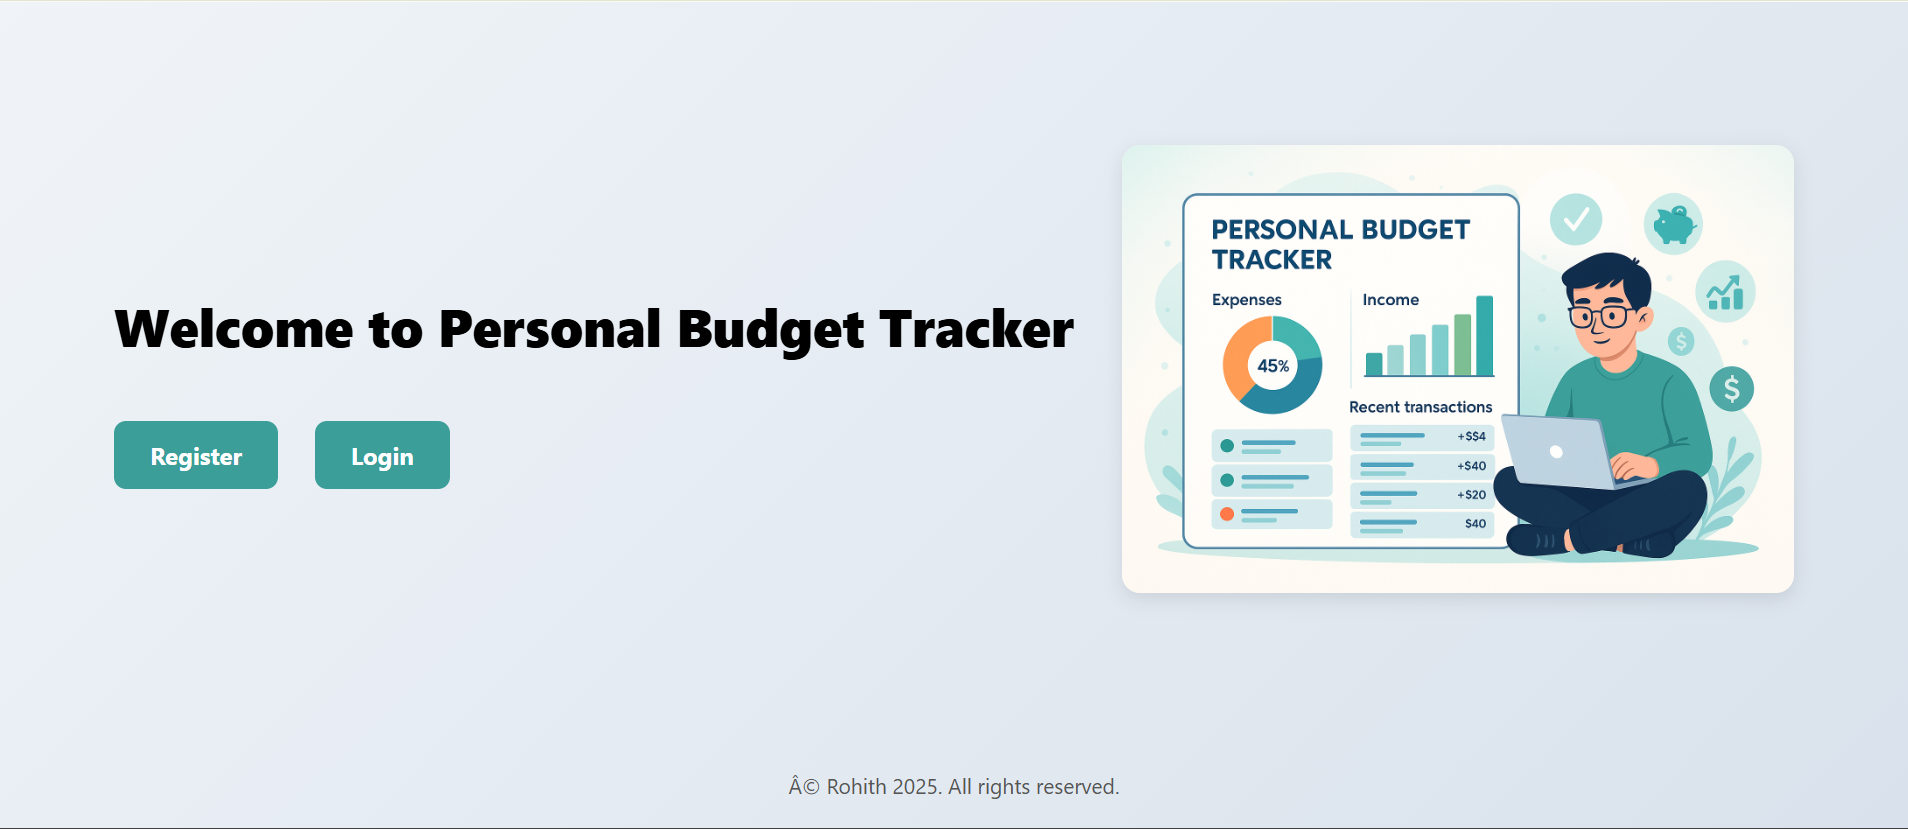 Welcome to Personal Budget Tracker
Register
Login
PERSONAL BUDGET
TRACKER
Expenses
45%
Income
Recent transactions
+$$4
+$40
+$20
$40
$
$
Â© Rohith 2025. All rights reserved.